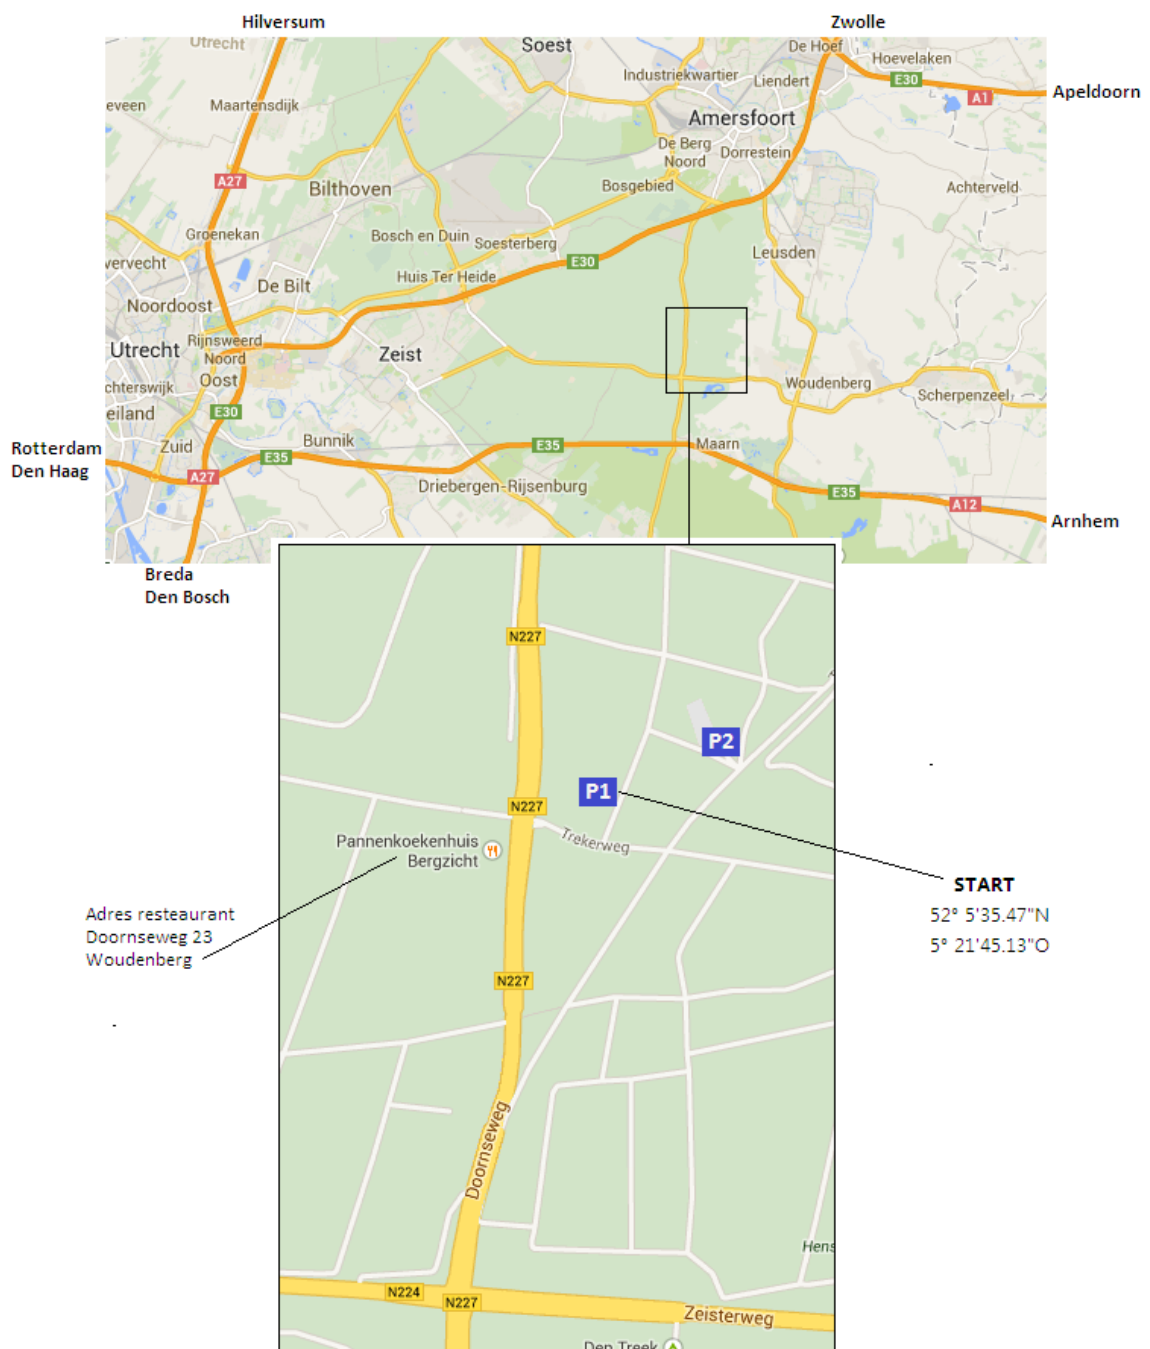 Hilversum
Zwolle
Utrecht
Soest
De Hoef
Hoevelaken
Industriekwartier
Liendert
E30
A1
Apeldoorn
eveen
Maartensdijk
Amersfoort
De Berg
Noord
Dorrestein
A27
Bilthoven
Bosgebied
Achterveld
Groenekan
Bosch en Duin
Soesterberg
Leusden
vervecht
E30
De Bilt
Huis Ter Heide
Noordoost
Rijnsweerd
Noord
Utrecht
Zeist
Oost
chterswijk
Woudenberg
Scherpenzeel
eiland
E30
Zuid
Bunnik
E35
Maarn
Rotterdam
Den Haag
E35
A27
Driebergen-Rijsenburg
E35
A12
Arnhem
Breda
Den Bosch
N227
P2
P1
N227
Trekerweg
Pannenkoekenhuis
Bergzicht
START
52° 5'35.47"N
5° 21'45.13"O
Adres resteaurant
Doornseweg 23
Woudenberg
N227
Doornseweg
Hens
N224
N227
Zeisterweg
Den Treek